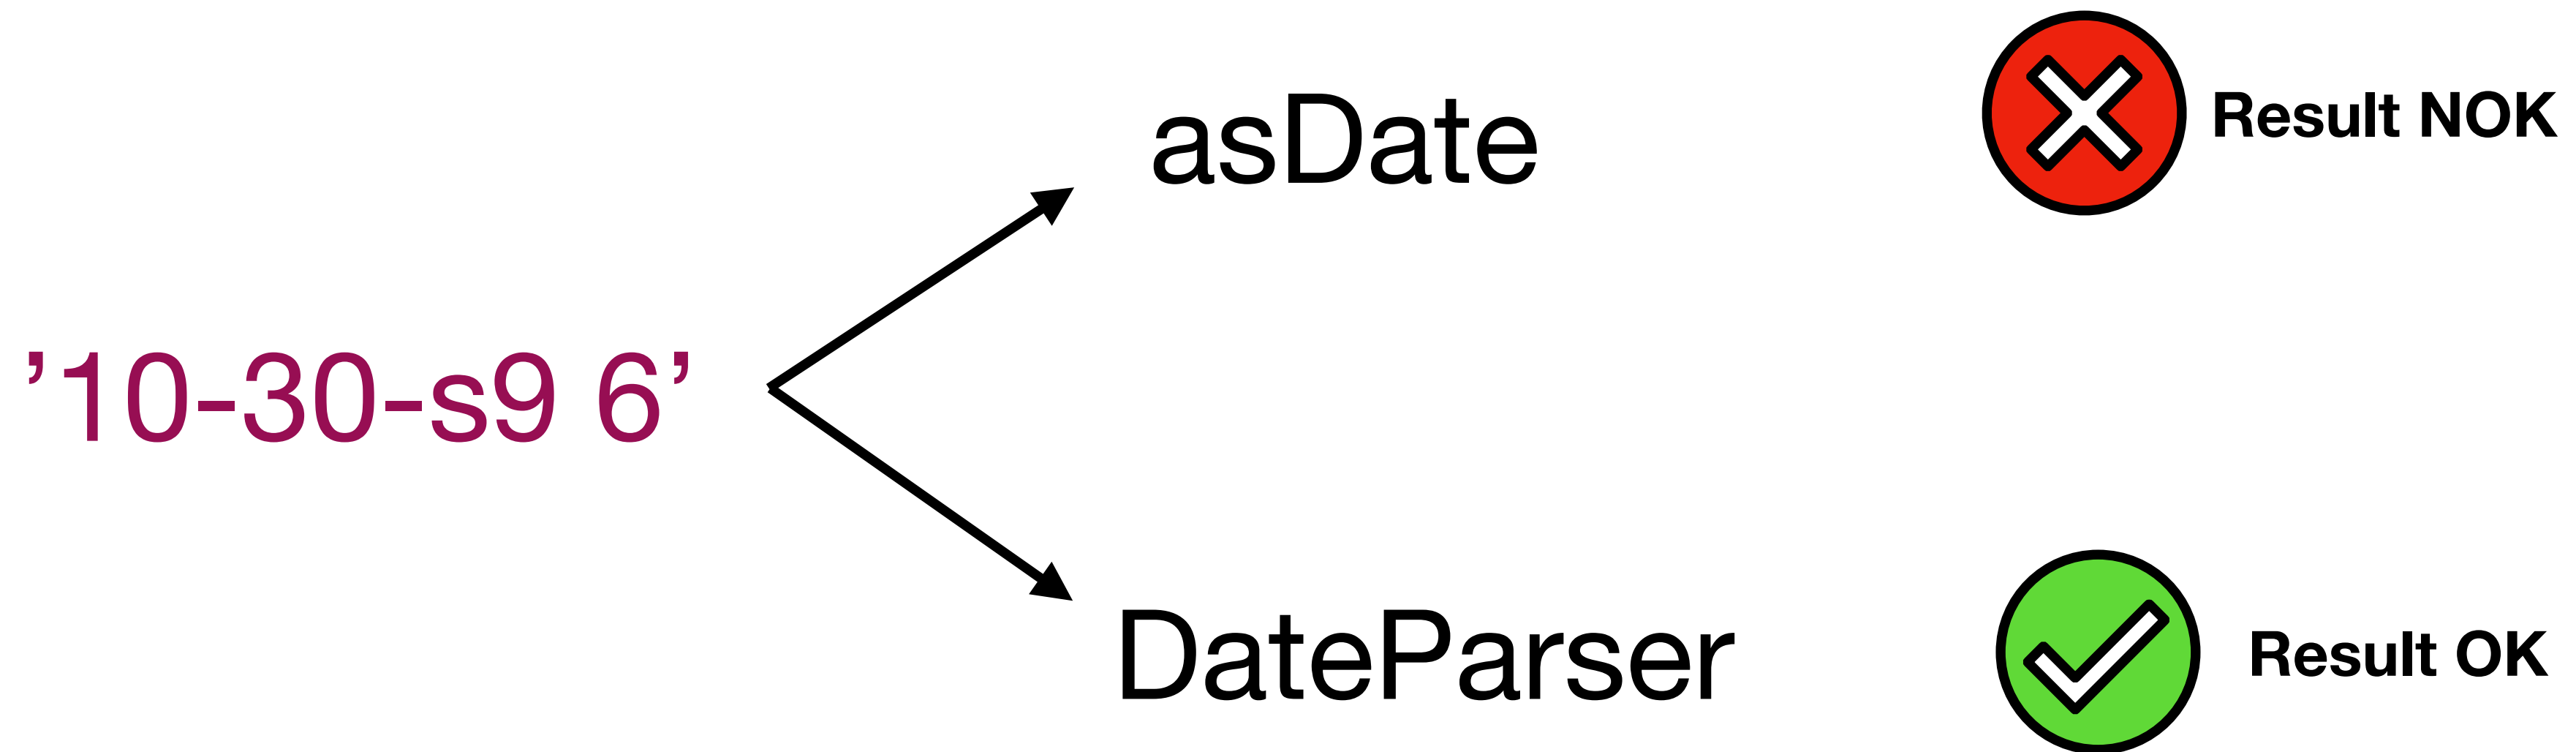 asDate
Result NOK
’10-30-s9 6’
DateParser
Result OK